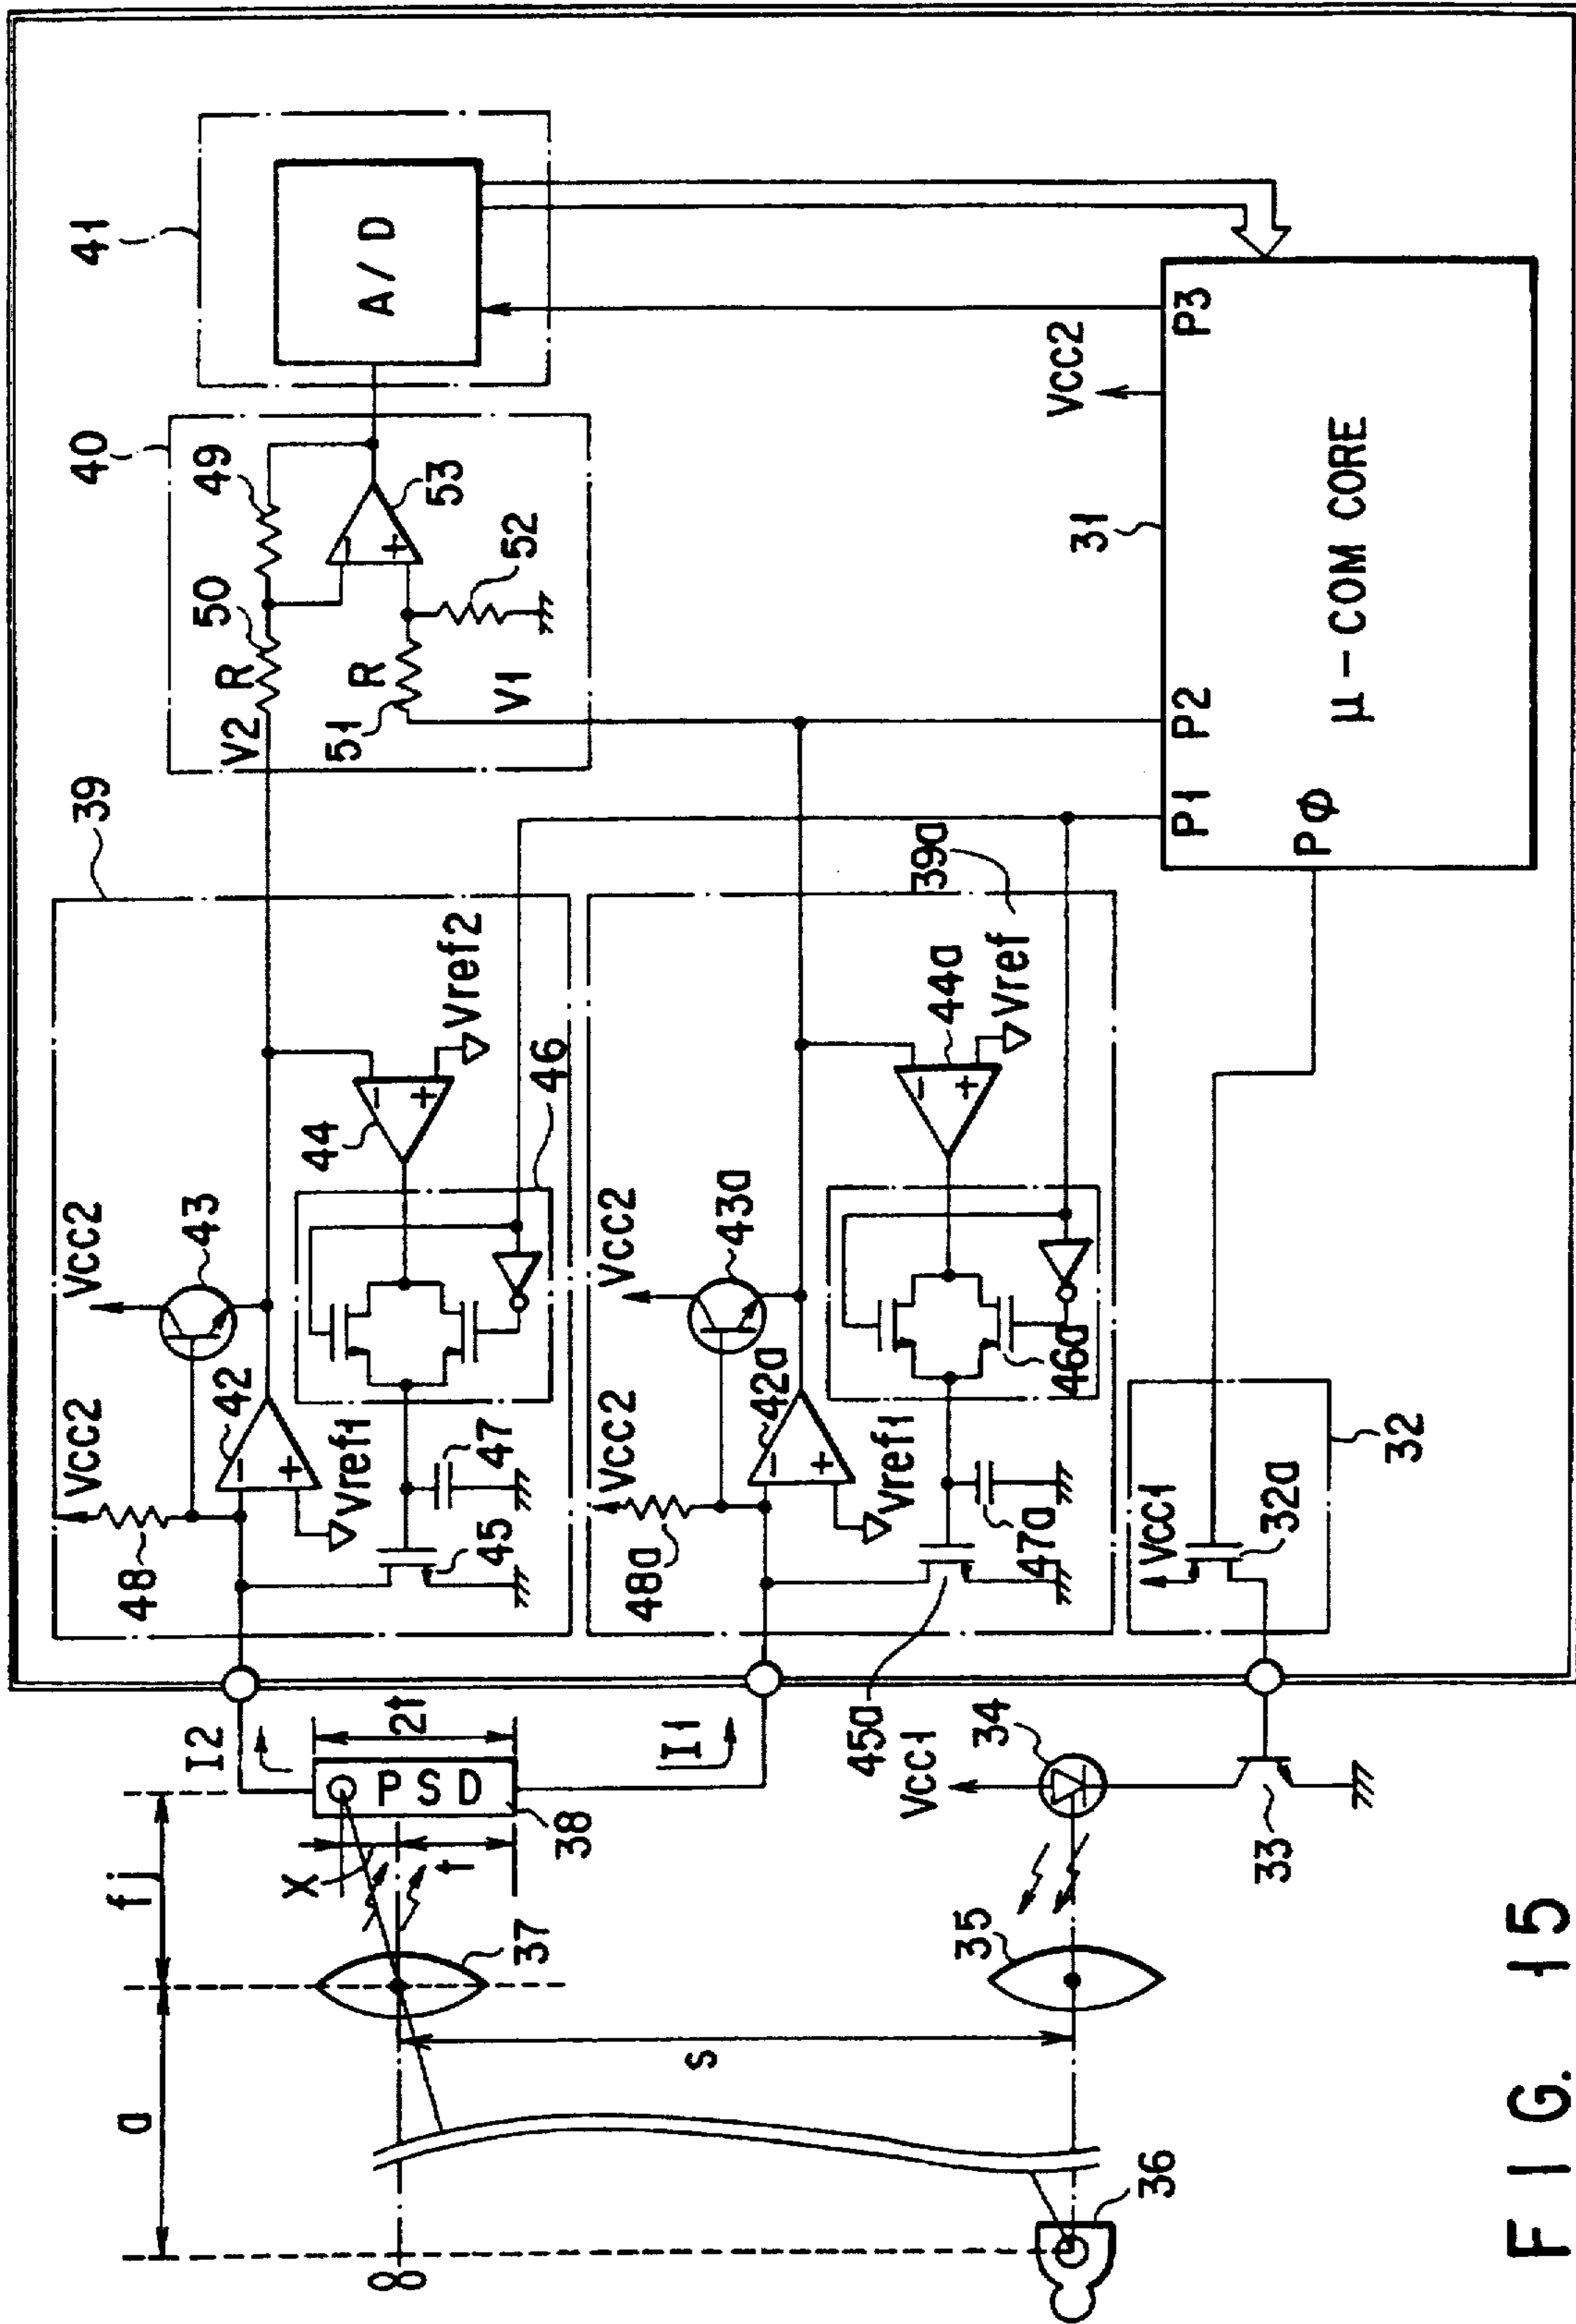 a
fj
∞
X
t
2t
I2
37
38
PSD
I1
s
35
36
34
VCC1
33
39
VCC2
48
42
VCC2
43
Vref1
45
47
44
46
Vref2
39a
VCC2
48a
42a
VCC2
43a
Vref1
45a
47a
46a
44a
Vref
32
VCC1
32a
40
V2
R
50
49
51
R
V1
52
53
41
A/D
31
P1
P2
P3
VCC2
PΦ
μ-COM CORE
FIG. 15